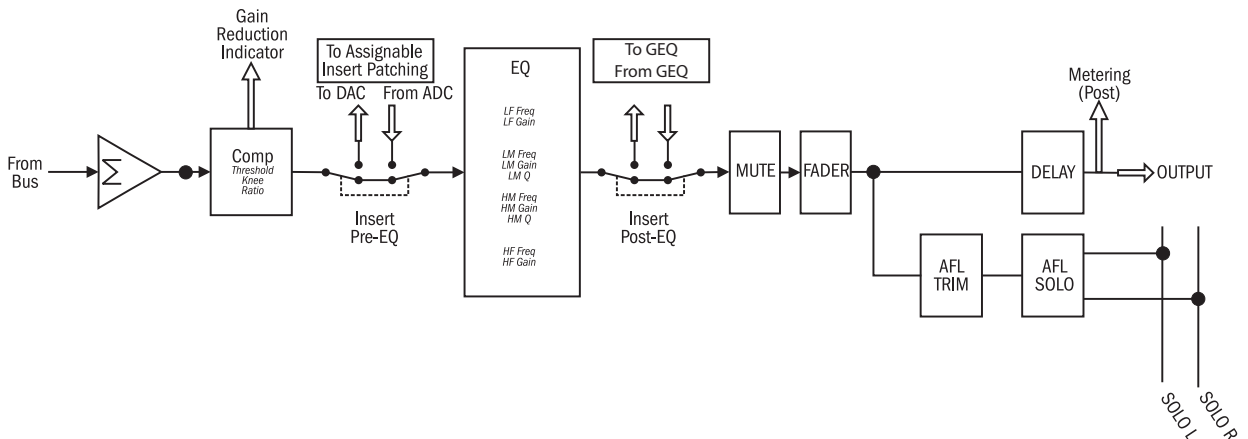 Gain
Reduction
Indicator
To Assignable
Insert Patching
To DAC
From ADC
To GEQ
From GEQ
Metering
(Post)
From
Bus
Σ
Comp
Threshold
Knee
Ratio
Insert
Pre-EQ
EQ
LF Freq
LF Gain
LM Freq
LM Gain
LM Q
HM Freq
HM Gain
HM Q
HF Freq
HF Gain
Insert
Post-EQ
MUTE
FADER
DELAY
OUTPUT
AFL
TRIM
AFL
SOLO
SOLO L
SOLO R